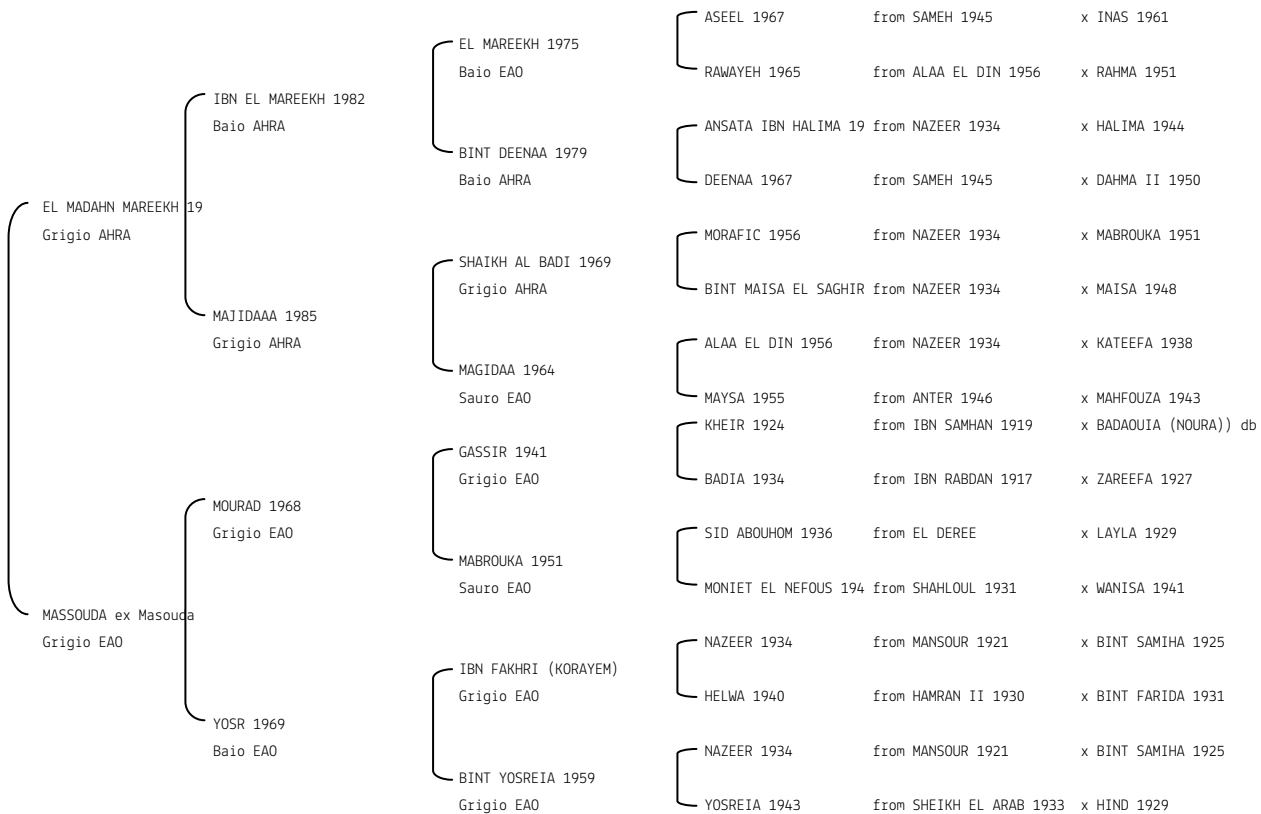 ASEEL 1967 from SAMEH 1945 x INAS 1961
EL MAREEKH 1975
Baio EAO
RAWAYEH 1965 from ALAA EL DIN 1956 x RAHMA 1951
IBN EL MAREEKH 1982
Baio AHRA
ANSATA IBN HALIMA 19 from NAZEER 1934 x HALIMA 1944
BINT DEENAA 1979
Baio AHRA
DEENAA 1967 from SAMEH 1945 x DAHMA II 1950
EL MADAHN MAREEKH 19
Grigio AHRA
MORAFIC 1956 from NAZEER 1934 x MABROUKA 1951
SHAIKH AL BADI 1969
Grigio AHRA
BINT MAISA EL SAGHIR from NAZEER 1934 x MAISA 1948
MAJIDAAA 1985
Grigio AHRA
ALAA EL DIN 1956 from NAZEER 1934 x KATEEFA 1938
MAGIDAA 1964
Sauro EAO
MAYSA 1955 from ANTER 1946 x MAHFOUZA 1943
KHEIR 1924 from IBN SAMHAN 1919 x BADAOUIA (NOURA)) db
GASSIR 1941
Grigio EAO
BADIA 1934 from IBN RABDAN 1917 x ZAREEFA 1927
MOURAD 1968
Grigio EAO
SID ABOUHOM 1936 from EL DEREE x LAYLA 1929
MABROUKA 1951
Sauro EAO
MONIET EL NEFOUS 194 from SHAHLOUL 1931 x WANISA 1941
MASSOUDA ex Masouda
Grigio EAO
NAZEER 1934 from MANSOUR 1921 x BINT SAMIHA 1925
IBN FAKHRI (KORAYEM)
Grigio EAO
HELWA 1940 from HAMRAN II 1930 x BINT FARIDA 1931
YOSR 1969
Baio EAO
NAZEER 1934 from MANSOUR 1921 x BINT SAMIHA 1925
BINT YOSREIA 1959
Grigio EAO
YOSREIA 1943 from SHEIKH EL ARAB 1933 x HIND 1929